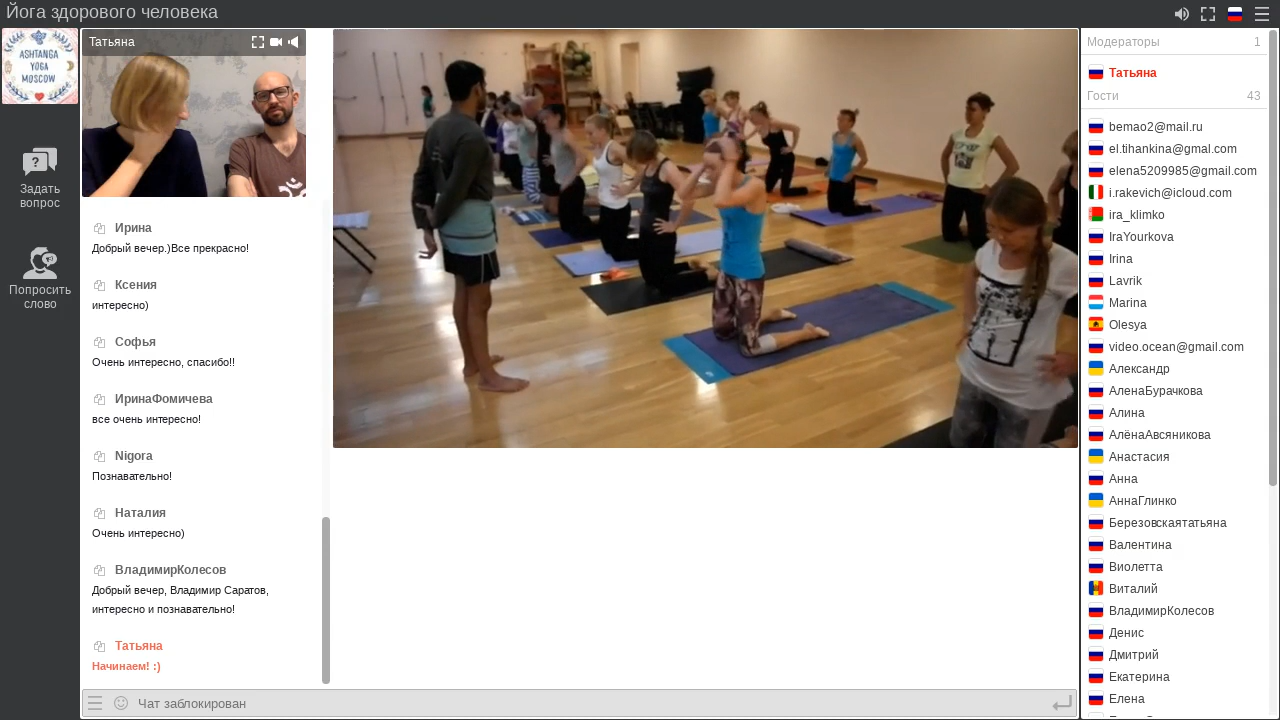 Йога здорового человека
ASHTANGA
YOGA
MOSCOW
Задать
вопрос
Попросить
слово
Татьяна
Ирина
Добрый вечер.)Все прекрасно!
Ксения
интересно)
Софья
Очень интересно, спасибо!!
ИринаФомичева
все очень интересно!
Nigora
Познавательно!
Наталия
Очень интересно)
ВладимирКолесов
Добрый вечер, Владимир Саратов,
интересно и познавательно!
Татьяна
Начинаем! :)
Чат заблокирован
Модераторы 1
Татьяна
Гости 43
bemao2@mail.ru
el.tihankina@gmal.com
elena5209985@gmail.com
i.rakevich@icloud.com
ira_klimko
IraYourkova
Irina
Lavrik
Marina
Olesya
video.ocean@gmail.com
Александр
АленаБурачкова
Алина
АлёнаАвсяникова
Анастасия
Анна
АннаГлинко
Березовскаятатьяна
Валентина
Виолетта
Виталий
ВладимирКолесов
Денис
Дмитрий
Екатерина
Елена